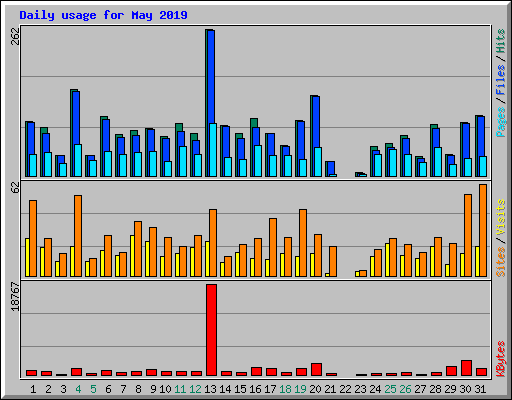 Daily usage for May 2019
262
Pages / Files / Hits
62
Sites / Visits
18767
KBytes
1 2 3 4 5 6 7 8 9 10 11 12 13 14 15 16 17 18 19 20 21 22 23 24 25 26 27 28 29 30 31